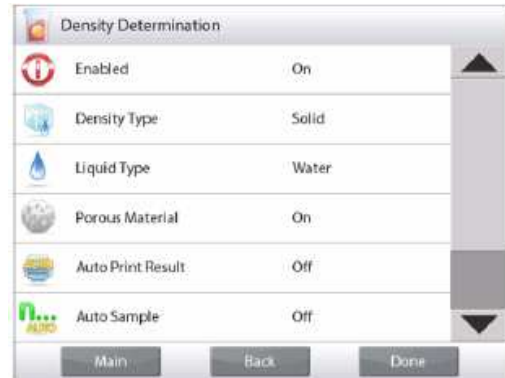 Density Determination
Enabled On
Density Type Solid
Liquid Type Water
Porous Material On
Auto Print Result Off
n... AUTO Auto Sample Off
Main Back Done